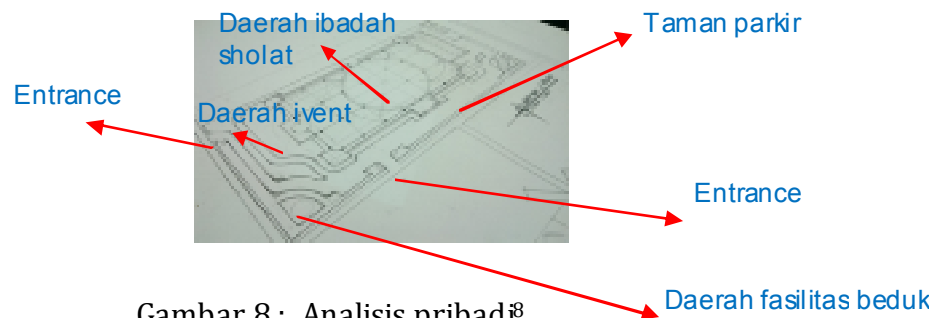 Daerah ibadah
sholat
Taman parkir
Entrance
Daerah ivent
Entrance
Daerah fasilitas beduk
Gambar 8 : Analisis pribadi⁸